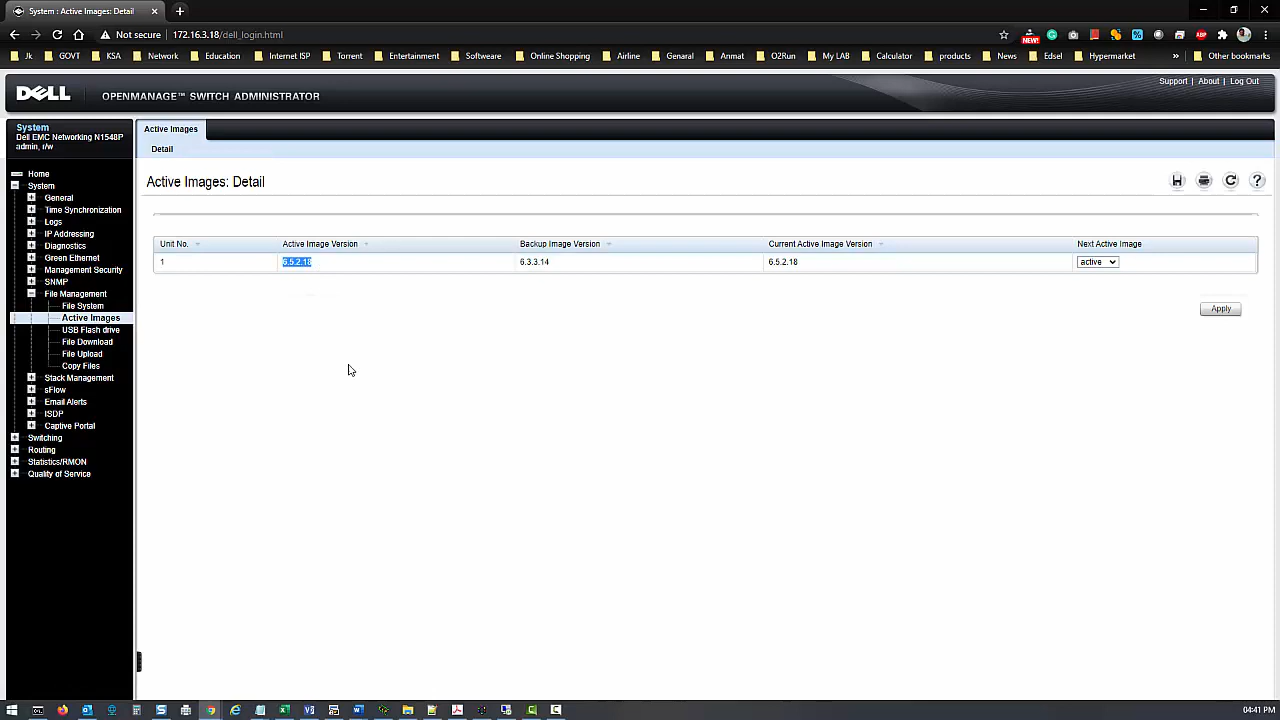 System : Active Images: Detail
Not secure 172.16.3.18/dell_login.html
NEW!
ABP
Jk GOVT KSA Network Education Internet ISP Torrent Entertainment Software Online Shopping Airline Genaral Anmat O2Run My LAB Calculator products News Edsel Hypermarket » Other bookmarks
DELL OPENMANAGE™ SWITCH ADMINISTRATOR
Support About Log Out
System
Dell EMC Networking N1548P
admin, r/w
Home
System
General
Time Synchronization
Logs
IP Addressing
Diagnostics
Green Ethernet
Management Security
SNMP
File Management
File System
Active Images
USB Flash drive
File Download
File Upload
Copy Files
Stack Management
sFlow
Email Alerts
ISDP
Captive Portal
Switching
Routing
Statistics/RMON
Quality of Service
Active Images
Detail
Active Images: Detail
Unit No. Active Image Version Backup Image Version Current Active Image Version Next Active Image
1 6.5.2.18 6.3.3.14 6.5.2.18 active
Apply
04:41 PM